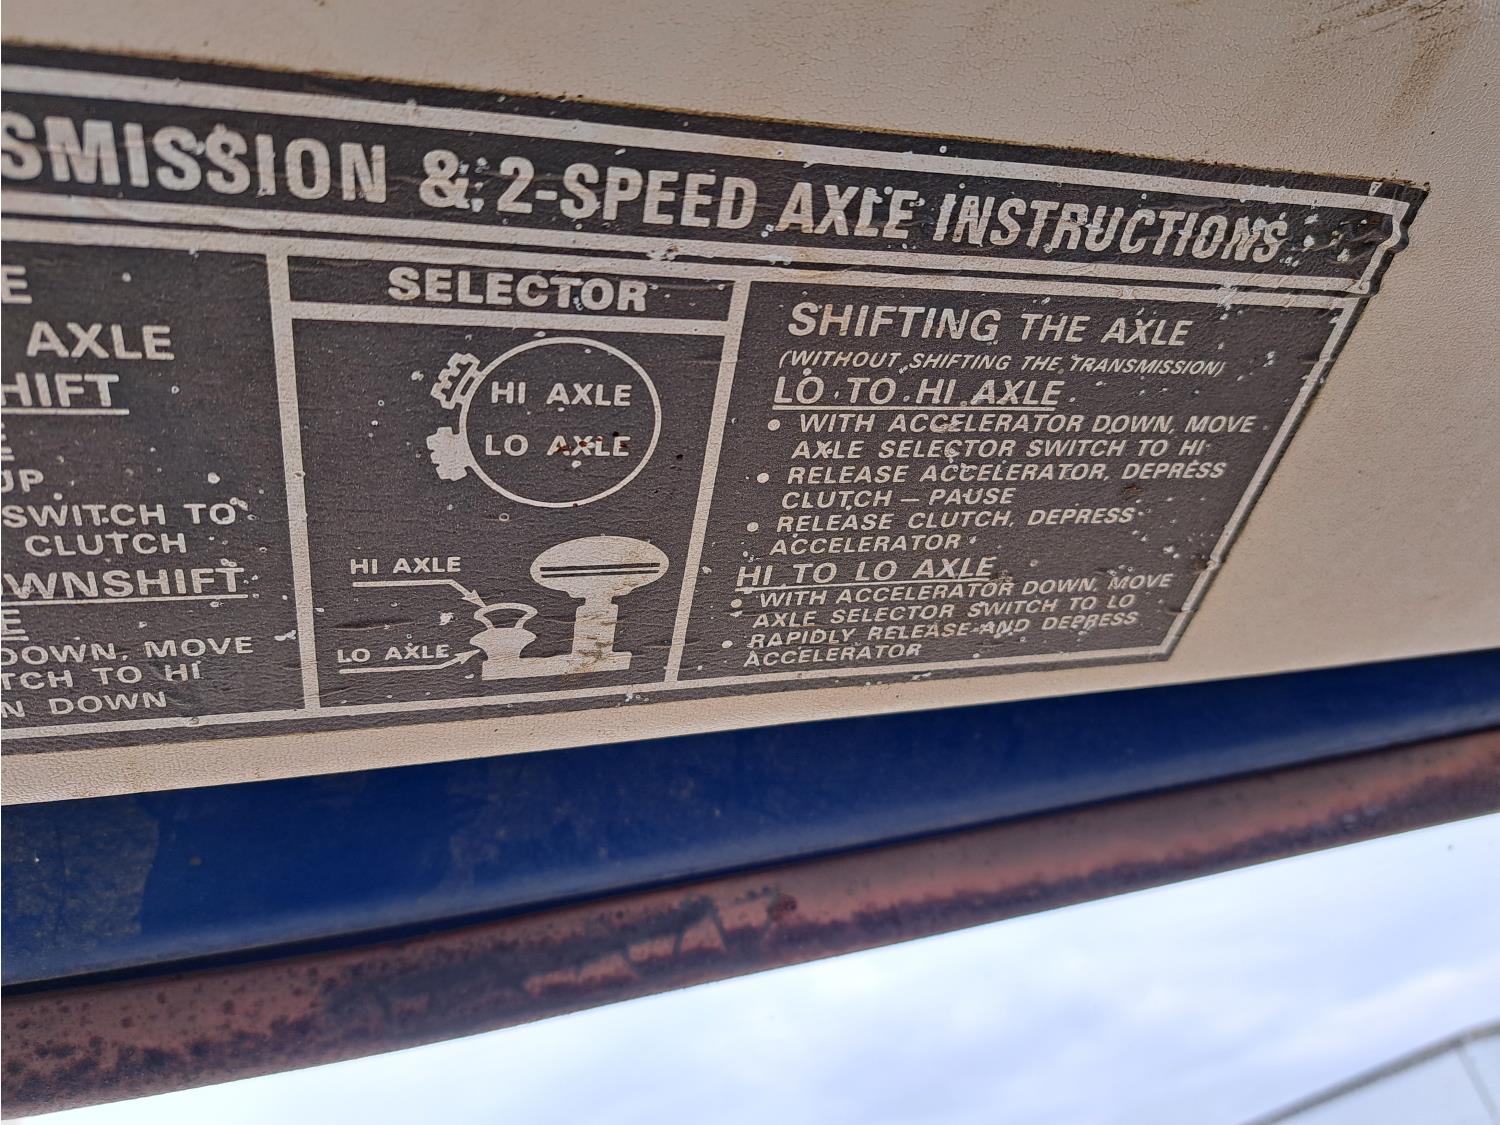 SMISSION & 2-SPEED AXLE INSTRUCTIONS
E
AXLE
HIFT
E
UP
SWITCH TO
CLUTCH
WNSHIFT
E
DOWN, MOVE
TCH TO HI
N DOWN
SELECTOR
HI AXLE
LO AXLE
HI AXLE
LO AXLE
SHIFTING THE AXLE
(WITHOUT SHIFTING THE TRANSMISSION)
LO TO HI AXLE
• WITH ACCELERATOR DOWN, MOVE
AXLE SELECTOR SWITCH TO HI
• RELEASE ACCELERATOR, DEPRESS
CLUTCH — PAUSE
• RELEASE CLUTCH, DEPRESS
ACCELERATOR
HI TO LO AXLE
• WITH ACCELERATOR DOWN, MOVE
AXLE SELECTOR SWITCH TO LO
• RAPIDLY RELEASE AND DEPRESS
ACCELERATOR